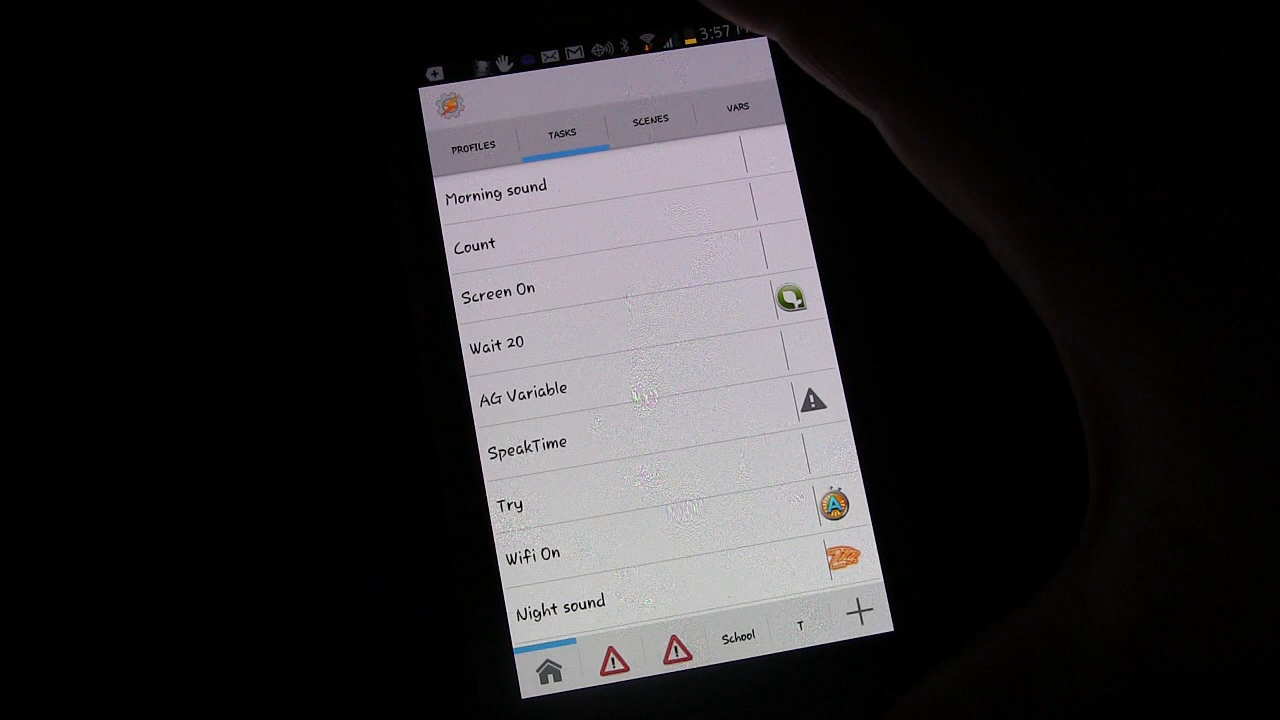 3:57
PROFILES
TASKS
SCENES
VARS
Morning sound
Count
Screen On
Wait 20
AG Variable
SpeakTime
Try
Wifi On
Night sound
School
T